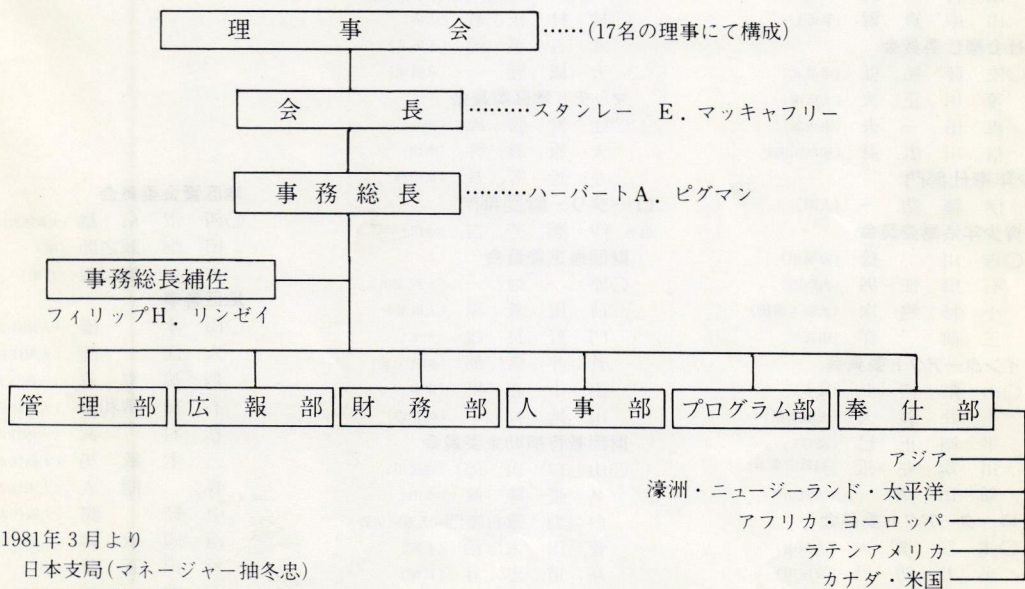 理事会……(17名の理事にて構成)
会長………スタンレー E．マッキャフリー
事務総長………ハーバートA．ピグマン
事務総長補佐
フィリップH．リンゼイ
管理部 広報部 財務部 人事部 プログラム部 奉仕部
アジア
濠洲・ニュージーランド・太平洋
アフリカ・ヨーロッパ
ラテンアメリカ
カナダ・米国
1981年3月より
日本支局(マネージャー抽冬忠)